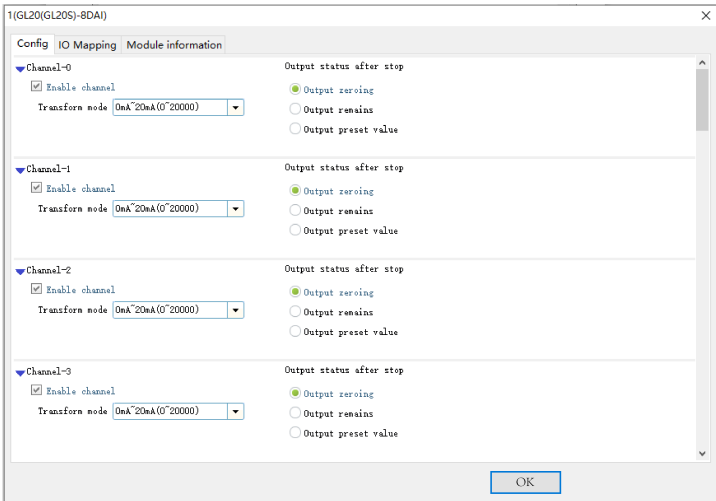 1(GL20(GL20S)-8DAI)
Config IO Mapping Module information
Channel-0 Output status after stop
Enable channel Output zeroing
Transform mode 0mA~20mA(0~20000) Output remains
Output preset value
Channel-1 Output status after stop
Enable channel Output zeroing
Transform mode 0mA~20mA(0~20000) Output remains
Output preset value
Channel-2 Output status after stop
Enable channel Output zeroing
Transform mode 0mA~20mA(0~20000) Output remains
Output preset value
Channel-3 Output status after stop
Enable channel Output zeroing
Transform mode 0mA~20mA(0~20000) Output remains
Output preset value
OK